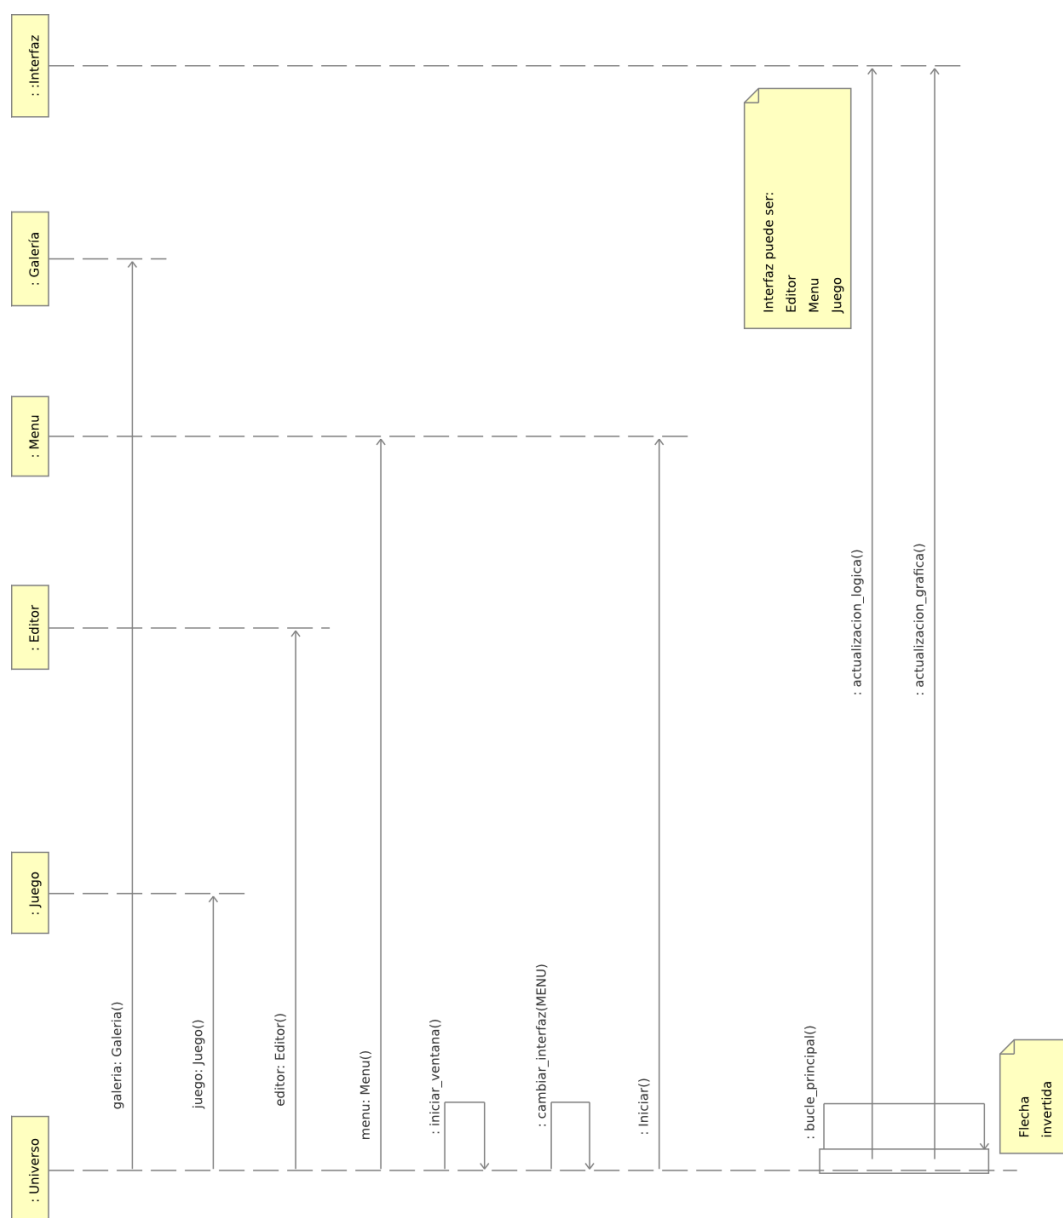 : Universo
: Juego
: Editor
: Menu
: Galería
: :Interfaz
galeria: Galeria()
juego: Juego()
editor: Editor()
menu: Menu()
: iniciar_ventana()
: cambiar_interfaz(MENU)
: Iniciar()
Interfaz puede ser:
Editor
Menu
Juego
: bucle_principal()
: actualizacion_logica()
: actualizacion_grafica()
Flecha
invertida